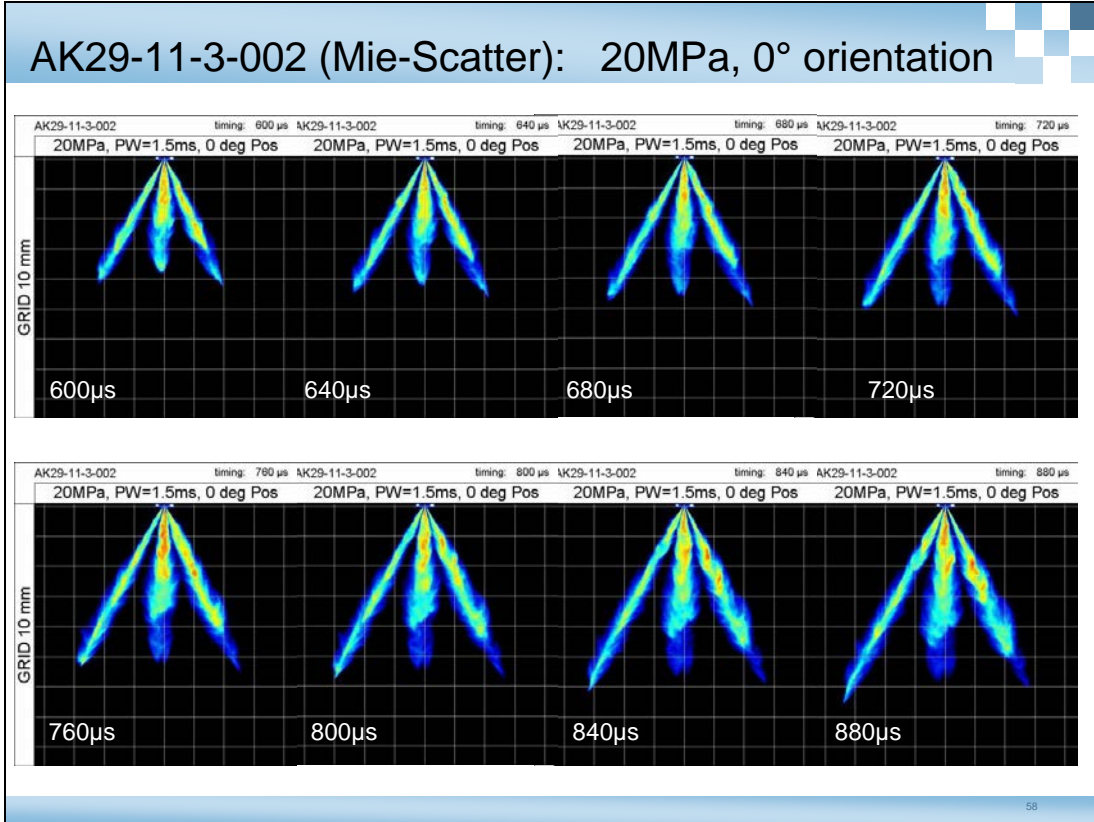 AK29-11-3-002 (Mie-Scatter):   20MPa, 0° orientation
AK29-11-3-002 timing: 600 µs AK29-11-3-002 timing: 640 µs AK29-11-3-002 timing: 680 µs AK29-11-3-002 timing: 720 µs
20MPa, PW=1.5ms, 0 deg Pos 20MPa, PW=1.5ms, 0 deg Pos 20MPa, PW=1.5ms, 0 deg Pos 20MPa, PW=1.5ms, 0 deg Pos
GRID 10 mm
600µs 640µs 680µs 720µs
AK29-11-3-002 timing: 760 µs AK29-11-3-002 timing: 800 µs AK29-11-3-002 timing: 840 µs AK29-11-3-002 timing: 880 µs
20MPa, PW=1.5ms, 0 deg Pos 20MPa, PW=1.5ms, 0 deg Pos 20MPa, PW=1.5ms, 0 deg Pos 20MPa, PW=1.5ms, 0 deg Pos
GRID 10 mm
760µs 800µs 840µs 880µs
58